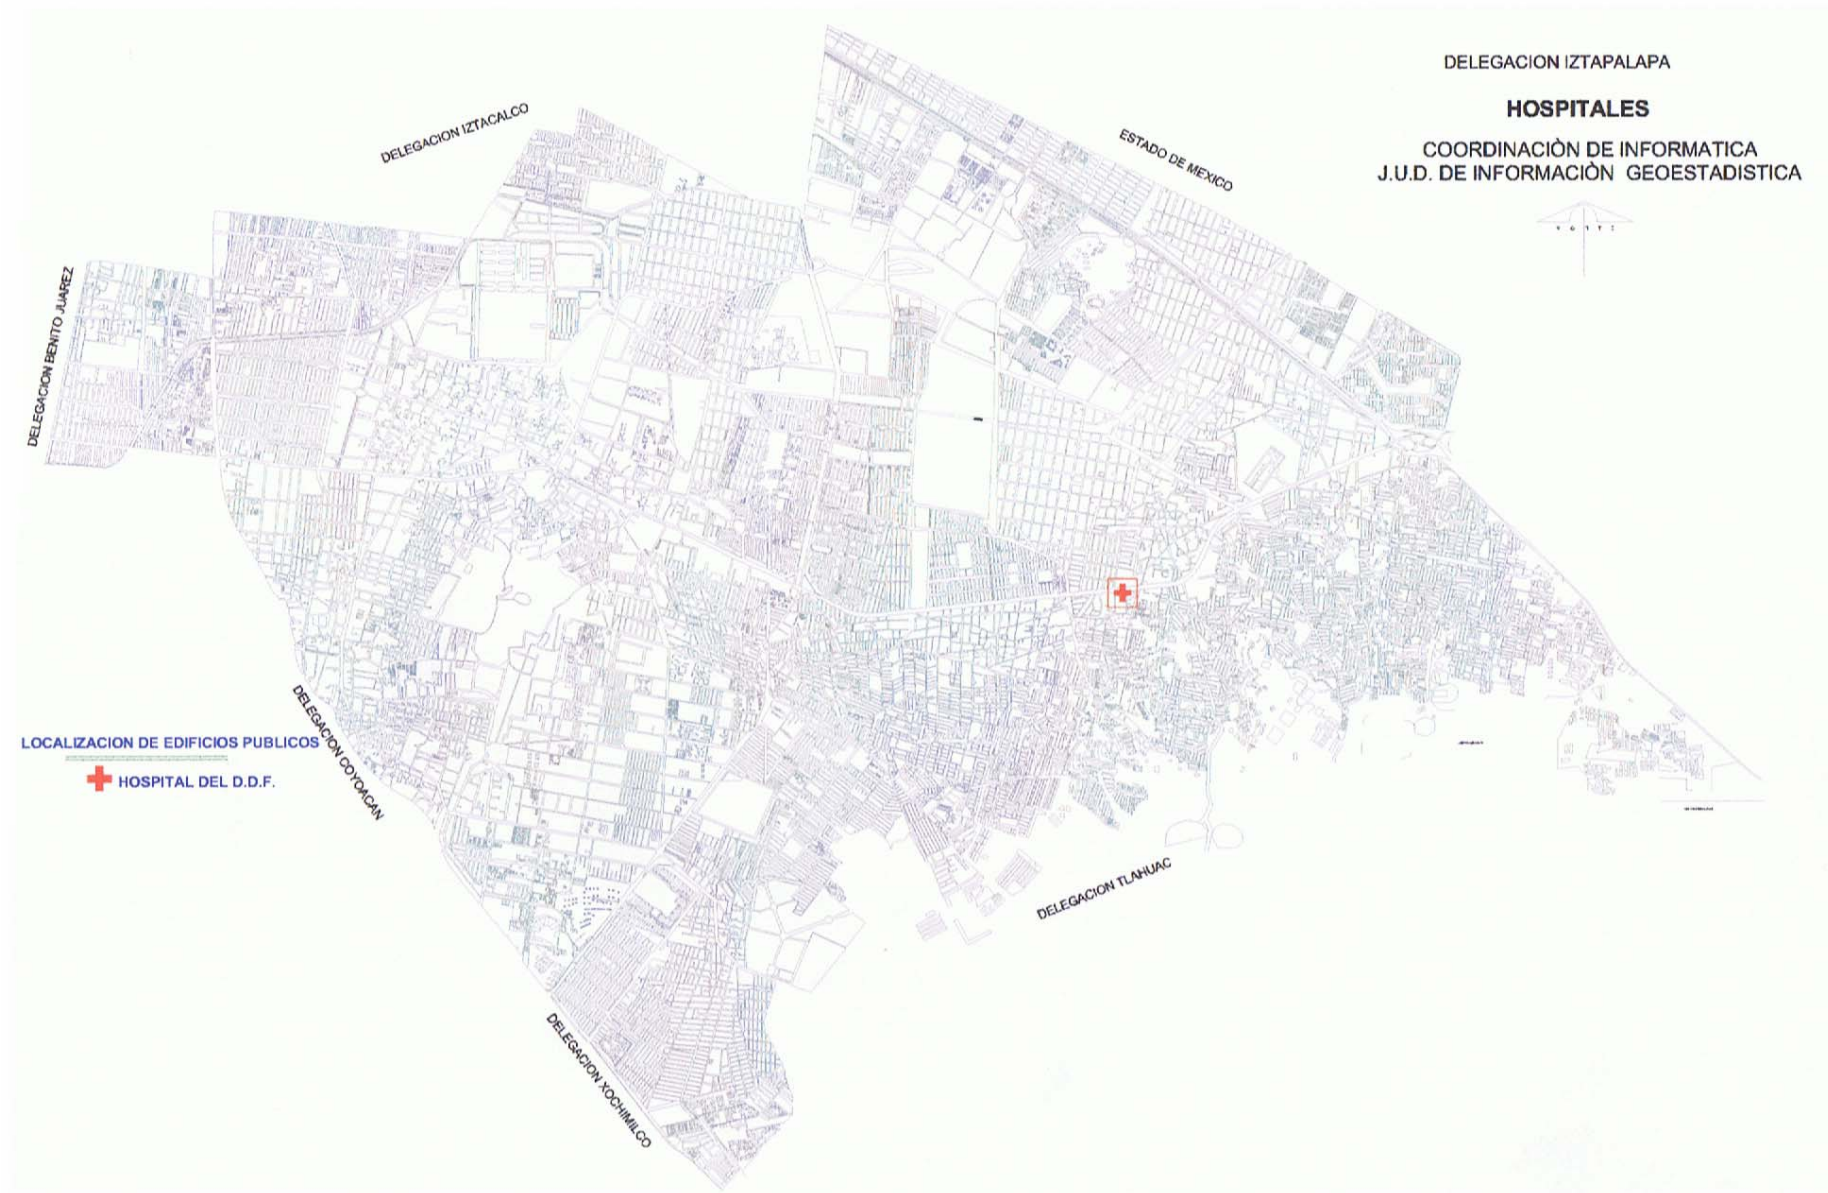 DELEGACION IZTAPALAPA
HOSPITALES
COORDINACIÒN DE INFORMATICA
J.U.D. DE INFORMACIÒN GEOESTADISTICA
DELEGACION IZTACALCO
ESTADO DE MEXICO
DELEGACION BENITO JUAREZ
DELEGACION COYOACAN
LOCALIZACION DE EDIFICIOS PUBLICOS
HOSPITAL DEL D.D.F.
DELEGACION TLAHUAC
DELEGACION XOCHIMILCO